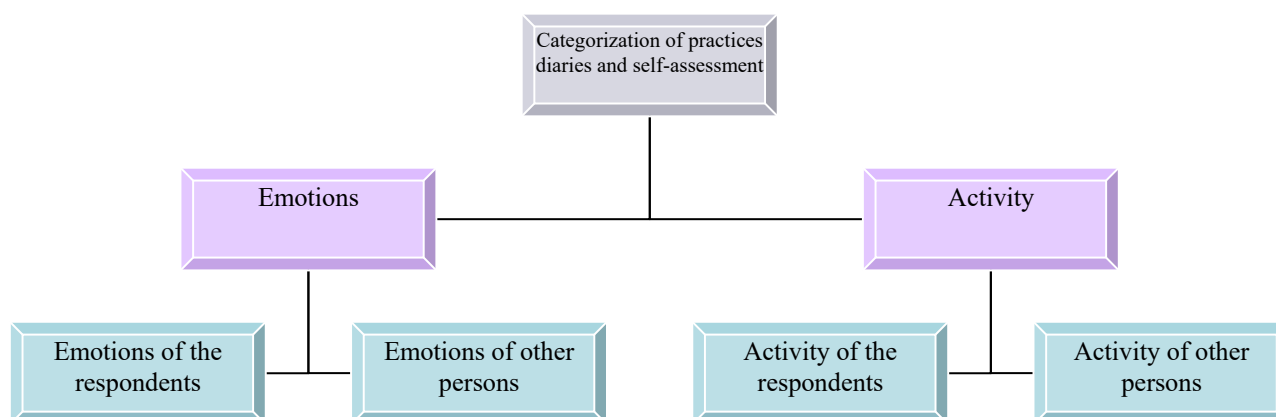 Categorization of practices
diaries and self-assessment
Emotions
Activity
Emotions of the
respondents
Emotions of other
persons
Activity of the
respondents
Activity of other
persons